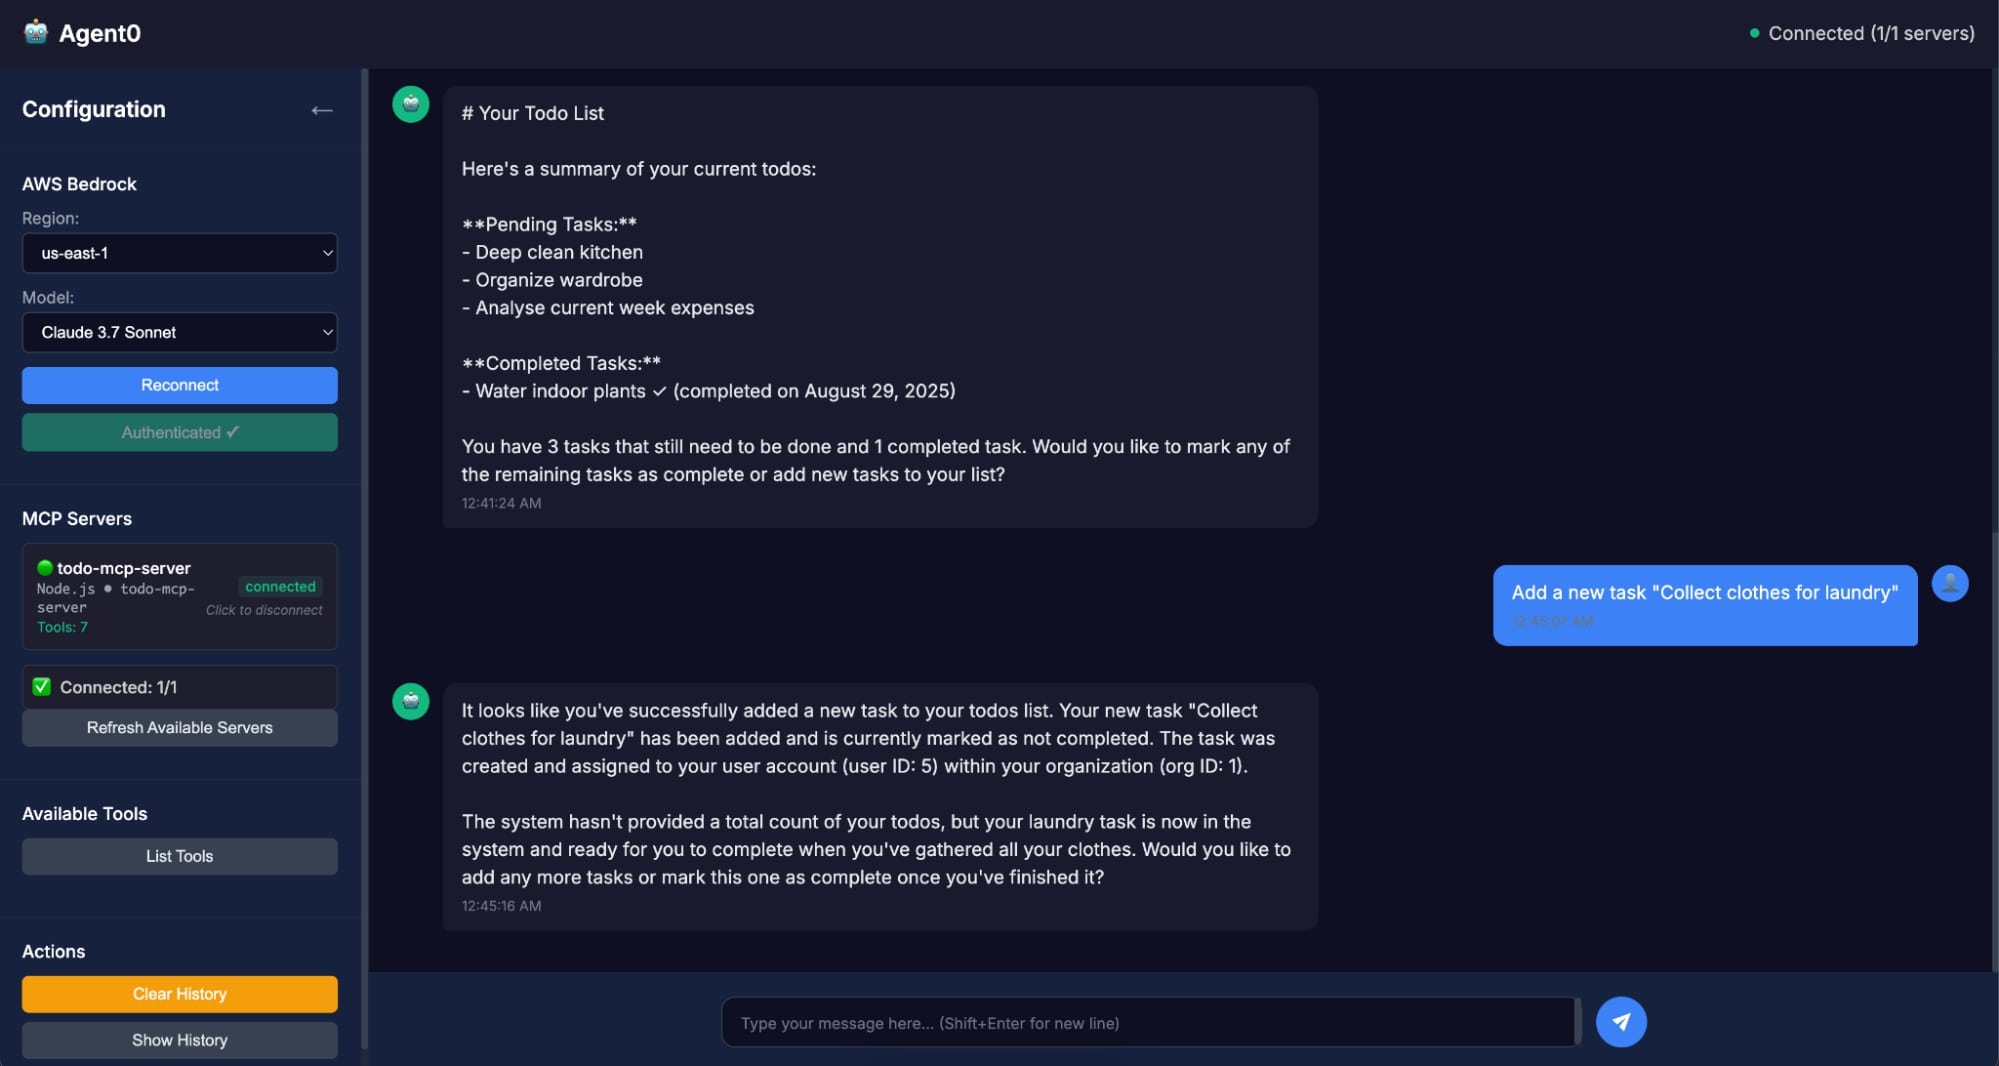 Agent0
Connected (1/1 servers)
Configuration
←
AWS Bedrock
Region:
us-east-1
Model:
Claude 3.7 Sonnet
Reconnect
Authenticated ✓
MCP Servers
todo-mcp-server
Node.js ● todo-mcp-
server
Tools: 7
connected
Click to disconnect
Connected: 1/1
Refresh Available Servers
Available Tools
List Tools
Actions
Clear History
Show History
# Your Todo List
Here's a summary of your current todos:
**Pending Tasks:**
- Deep clean kitchen
- Organize wardrobe
- Analyse current week expenses
**Completed Tasks:**
- Water indoor plants ✓ (completed on August 29, 2025)
You have 3 tasks that still need to be done and 1 completed task. Would you like to mark any of
the remaining tasks as complete or add new tasks to your list?
12:41:24 AM
Add a new task "Collect clothes for laundry"
12:45:07 AM
It looks like you've successfully added a new task to your todos list. Your new task "Collect
clothes for laundry" has been added and is currently marked as not completed. The task was
created and assigned to your user account (user ID: 5) within your organization (org ID: 1).
The system hasn't provided a total count of your todos, but your laundry task is now in the
system and ready for you to complete when you've gathered all your clothes. Would you like to
add any more tasks or mark this one as complete once you've finished it?
12:45:16 AM
Type your message here... (Shift+Enter for new line)